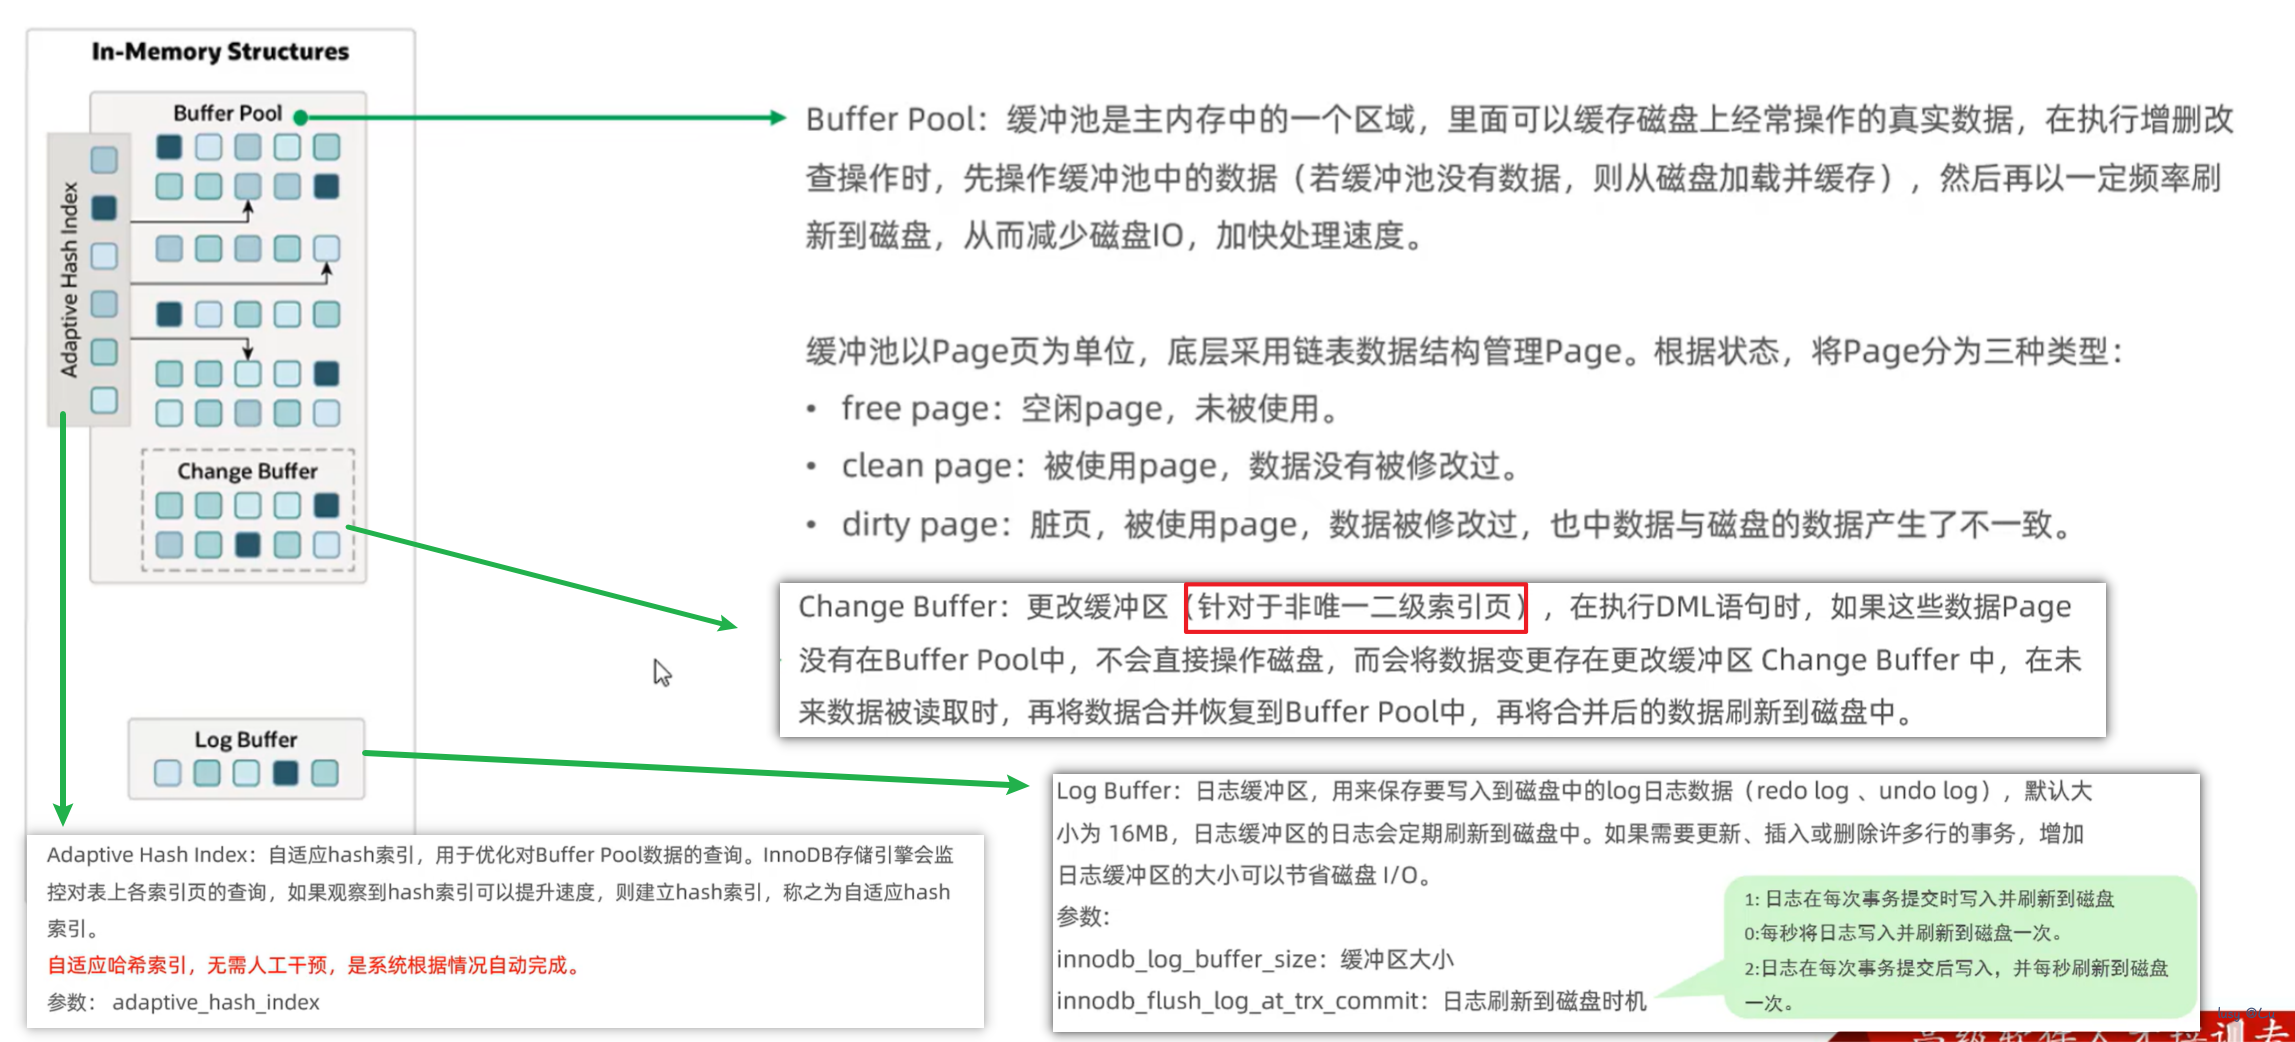 In-Memory Structures
Buffer Pool
Adaptive Hash Index
Change Buffer
Log Buffer
Buffer Pool：缓冲池是主内存中的一个区域，里面可以缓存磁盘上经常操作的真实数据，在执行增删改
查操作时，先操作缓冲池中的数据（若缓冲池没有数据，则从磁盘加载并缓存），然后再以一定频率刷
新到磁盘，从而减少磁盘IO，加快处理速度。
缓冲池以Page页为单位，底层采用链表数据结构管理Page。根据状态，将Page分为三种类型：
• free page：空闲page，未被使用。
• clean page：被使用page，数据没有被修改过。
• dirty page：脏页，被使用page，数据被修改过，也中数据与磁盘的数据产生了不一致。
Change Buffer：更改缓冲区（针对于非唯一二级索引页），在执行DML语句时，如果这些数据Page
没有在Buffer Pool中，不会直接操作磁盘，而会将数据变更存在更改缓冲区 Change Buffer 中，在未
来数据被读取时，再将数据合并恢复到Buffer Pool中，再将合并后的数据刷新到磁盘中。
Log Buffer：日志缓冲区，用来保存要写入到磁盘中的log日志数据（redo log 、undo log），默认大
小为 16MB，日志缓冲区的日志会定期刷新到磁盘中。如果需要更新、插入或删除许多行的事务，增加
日志缓冲区的大小可以节省磁盘 I/O。
参数:
innodb_log_buffer_size：缓冲区大小
innodb_flush_log_at_trx_commit：日志刷新到磁盘时机
1: 日志在每次事务提交时写入并刷新到磁盘
0:每秒将日志写入并刷新到磁盘一次。
2:日志在每次事务提交后写入，并每秒刷新到磁盘
一次。
Adaptive Hash Index：自适应hash索引，用于优化对Buffer Pool数据的查询。InnoDB存储引擎会监
控对表上各索引页的查询，如果观察到hash索引可以提升速度，则建立hash索引，称之为自适应hash
索引。
自适应哈希索引，无需人工干预，是系统根据情况自动完成。
参数： adaptive_hash_index